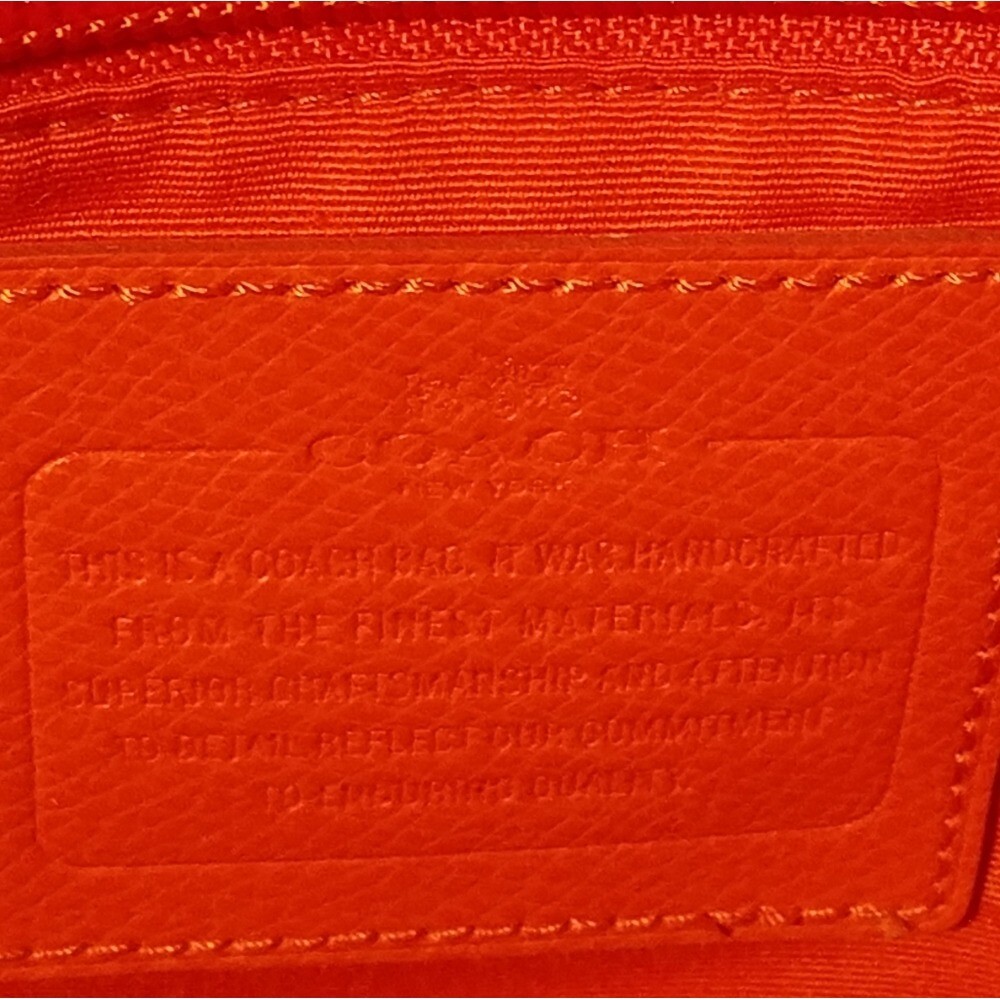 COACH
NEW YORK
THIS IS A COACH BAG. IT WAS HANDCRAFTED
FROM THE FINEST MATERIALS. ITS
SUPERIOR CRAFTSMANSHIP AND ATTENTION
TO DETAIL REFLECT OUR COMMITMENT
TO ENDURING QUALITY.